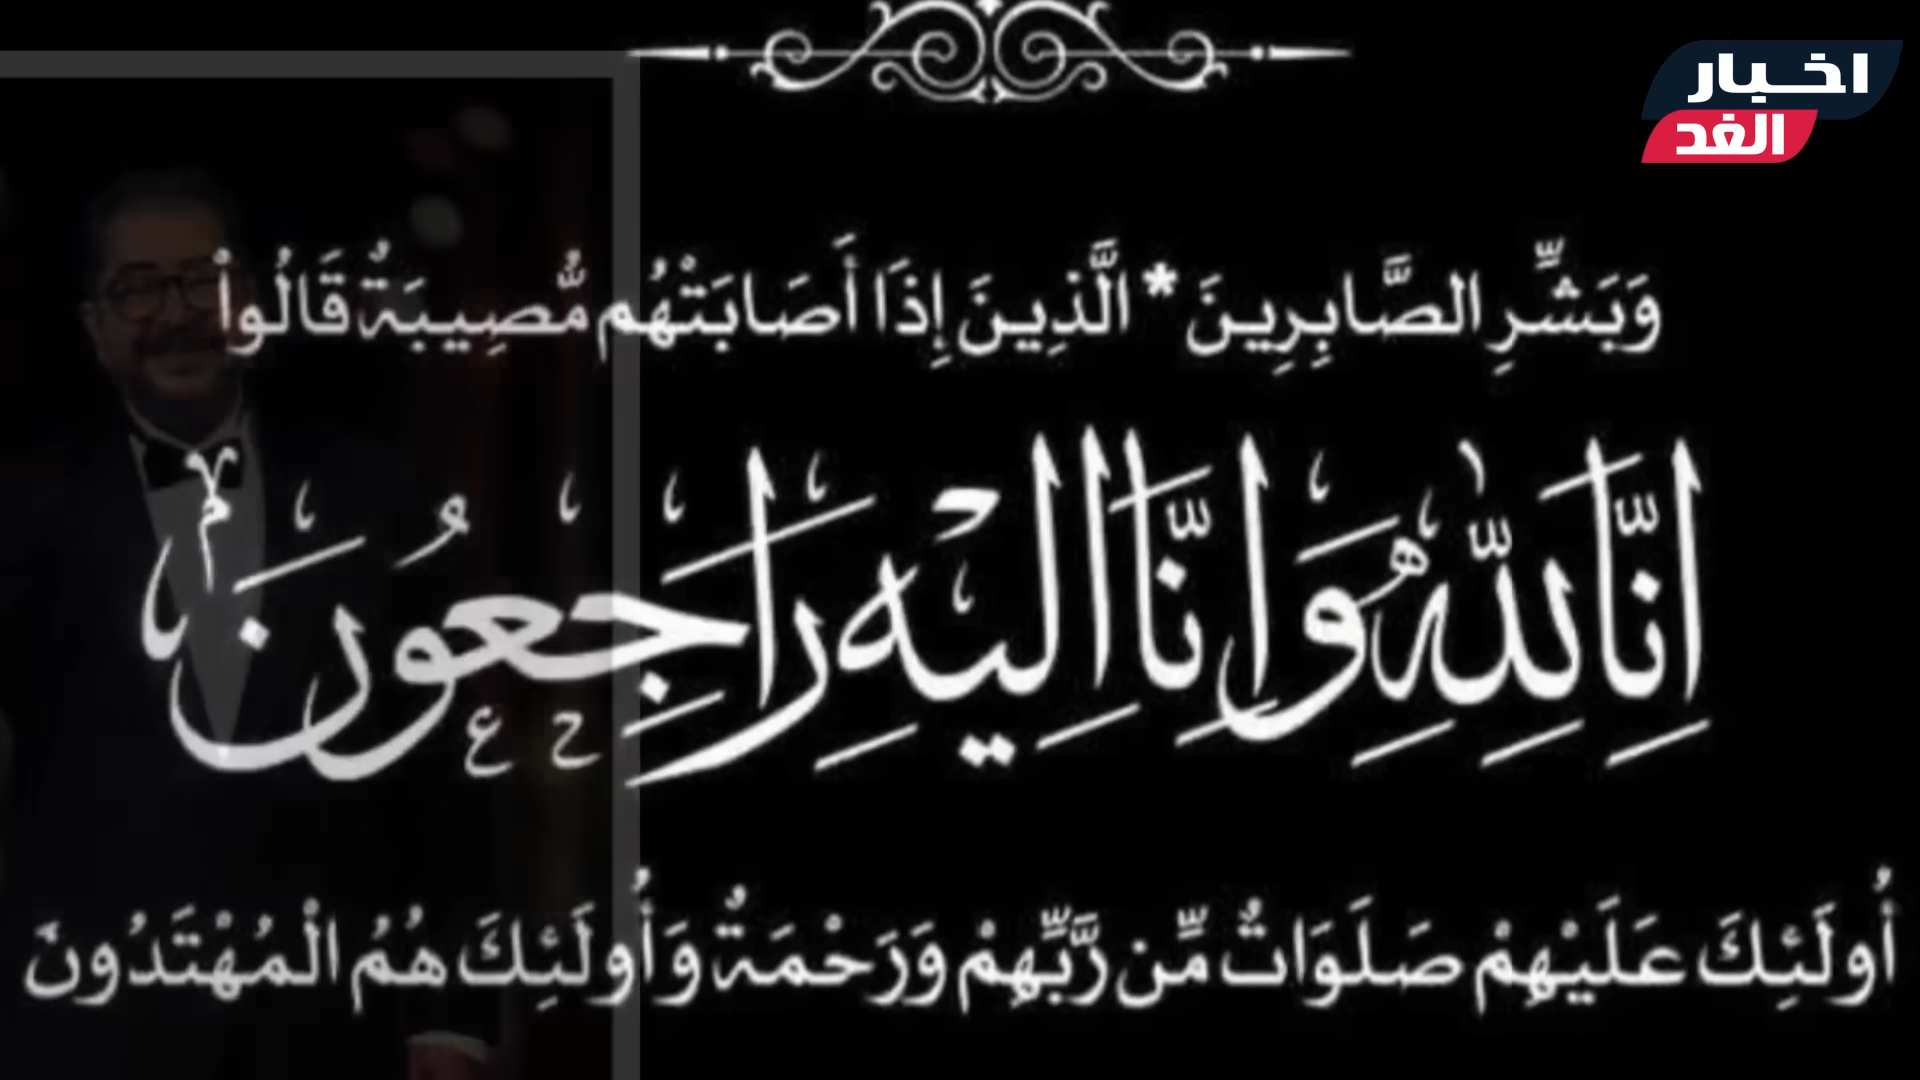 اخبار
الغد
وَبَشِّرِ الصَّابِرِينَ * الَّذِينَ إِذَا أَصَابَتْهُم مُّصِيبَةٌ قَالُواْ
اِنَّا لِلّٰهِ وَاِنَّا اِلَيْهِ رَاجِعُونَ
أُولَئِكَ عَلَيْهِمْ صَلَوَاتٌ مِّن رَّبِّهِمْ وَرَحْمَةٌ وَأُولَئِكَ هُمُ الْمُهْتَدُونَ